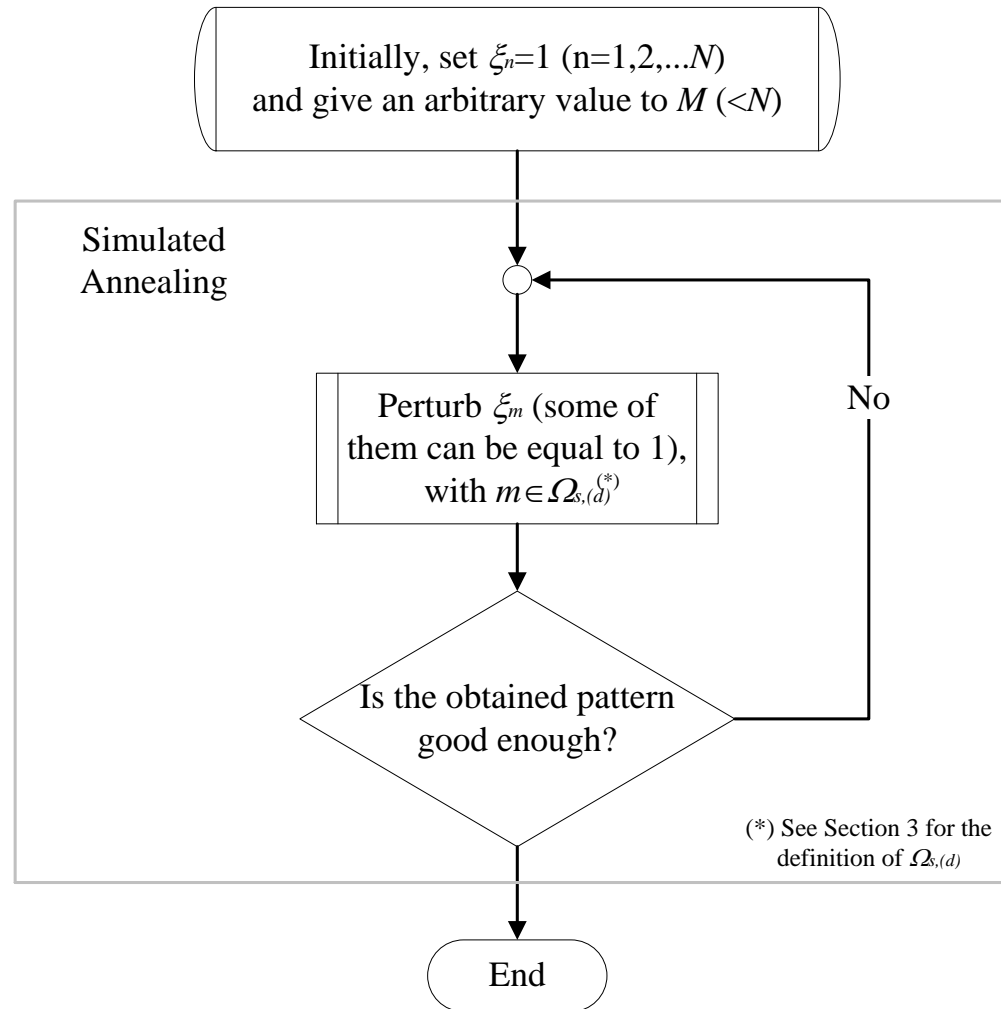 Initially, set ξn=1 (n=1,2,...N)
and give an arbitrary value to M (<N)
Simulated
Annealing
Perturb ξm (some of
them can be equal to 1),
with m∈Ωs,(d)(*)
No
Is the obtained pattern
good enough?
(*) See Section 3 for the
definition of Ωs,(d)
End